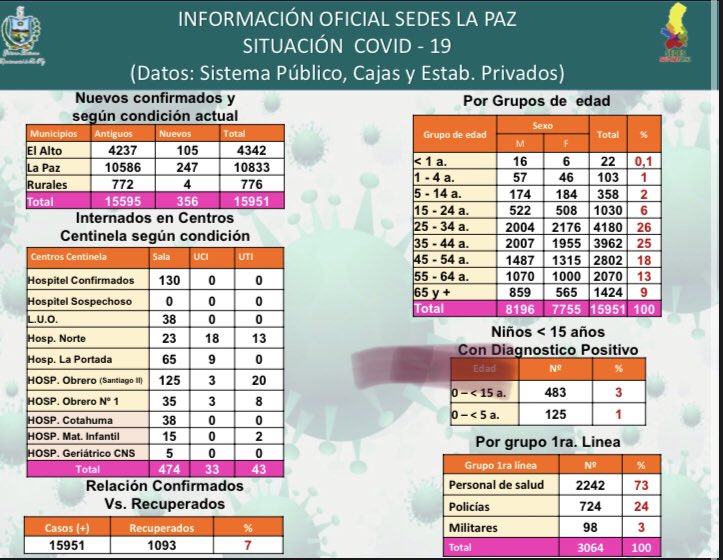 INFORMACIÓN OFICIAL SEDES LA PAZ
SITUACIÓN COVID - 19
(Datos: Sistema Público, Cajas y Estab. Privados)
Nuevos confirmados y
según condición actual
Municipios Antiguos Nuevos Total
El Alto 4237 105 4342
La Paz 10586 247 10833
Rurales 772 4 776
Total 15595 356 15951
Internados en Centros
Centinela según condición
Centros Centinela Sala UCI UTI
Hospitel Confirmados 130 0 0
Hospitel Sospechoso 0 0 0
L.U.O. 38 0 0
Hosp. Norte 23 18 13
Hosp. La Portada 65 9 0
HOSP. Obrero (Santiago II) 125 3 20
HOSP. Obrero Nº 1 35 3 8
HOSP. Cotahuma 38 0 0
HOSP. Mat. Infantil 15 0 2
HOSP. Geriátrico CNS 5 0 0
Total 474 33 43
Relación Confirmados
Vs. Recuperados
Casos (+) Recuperados %
15951 1093 7
Por Grupos de edad
Grupo de edad Sexo Total %
M F
< 1 a. 16 6 22 0,1
1 - 4 a. 57 46 103 1
5 - 14 a. 174 184 358 2
15 - 24 a. 522 508 1030 6
25 - 34 a. 2004 2176 4180 26
35 - 44 a. 2007 1955 3962 25
45 - 54 a. 1487 1315 2802 18
55 - 64 a. 1070 1000 2070 13
65 y + 859 565 1424 9
Total 8196 7755 15951 100
Niños < 15 años
Con Diagnostico Positivo
Edad Nº %
0 – < 15 a. 483 3
0 – < 5 a. 125 1
Por grupo 1ra. Linea
Grupo 1ra línea Nº %
Personal de salud 2242 73
Policías 724 24
Militares 98 3
Total 3064 100
SEDES